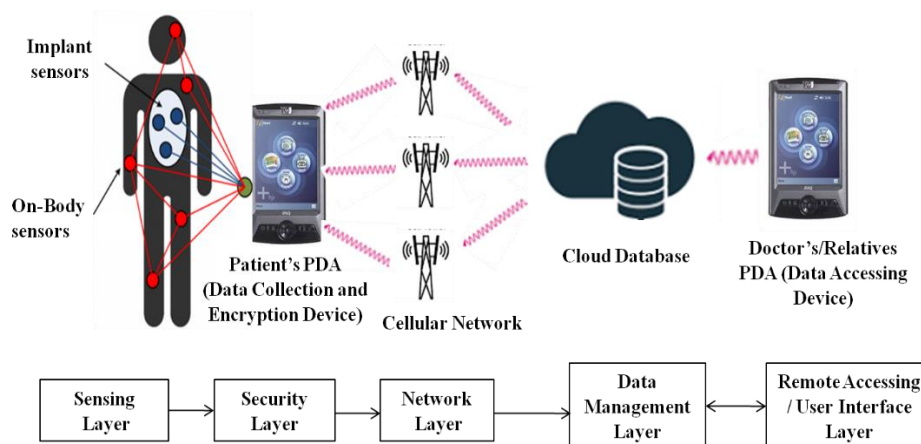 Implant
sensors
On-Body
sensors
Patient's PDA
(Data Collection and
Encryption Device)
Cellular Network
Cloud Database
Doctor's/Relatives
PDA (Data Accessing
Device)
Sensing
Layer
Security
Layer
Network
Layer
Data
Management
Layer
Remote Accessing
/ User Interface
Layer